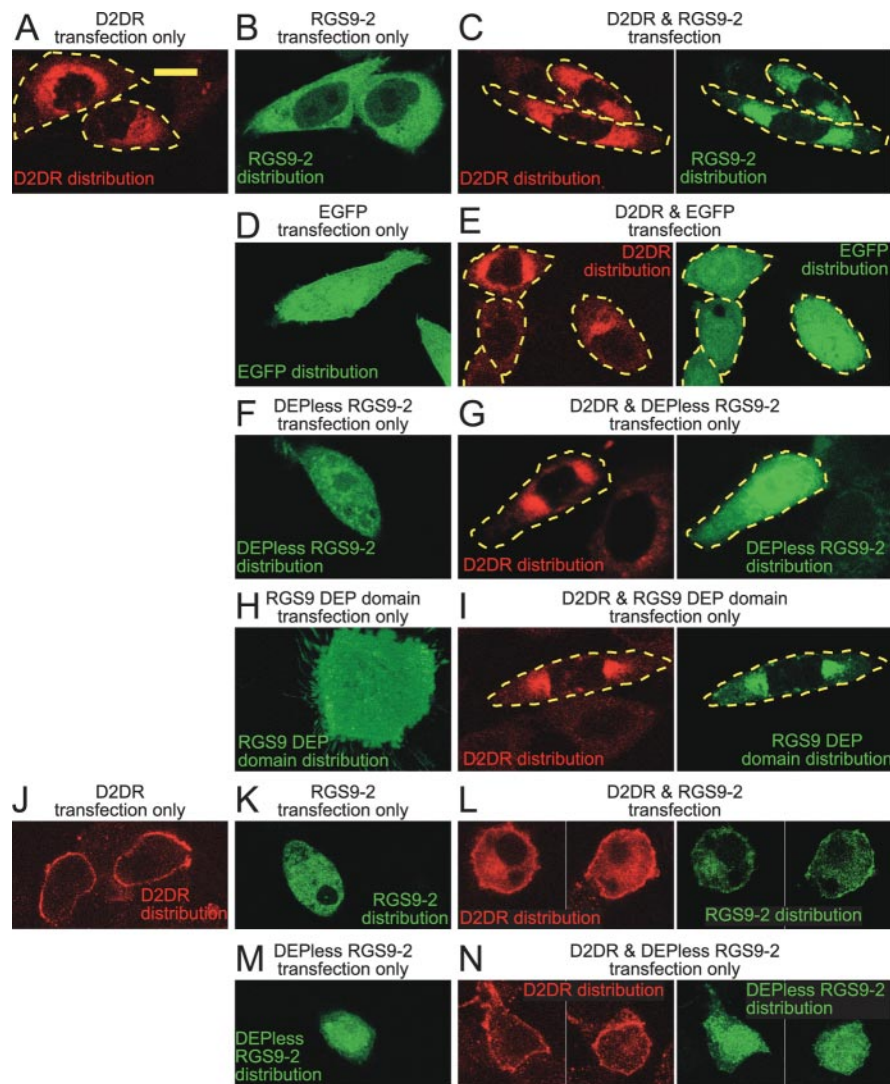 A
D2DR
transfection only
D2DR distribution
B
RGS9-2
transfection only
RGS9-2
distribution
C
D2DR & RGS9-2
transfection
D2DR distribution
RGS9-2
distribution
D
EGFP
transfection only
EGFP distribution
E
D2DR & EGFP
transfection
D2DR
distribution
EGFP
distribution
F
DEPless RGS9-2
transfection only
DEPless RGS9-2
distribution
G
D2DR & DEPless RGS9-2
transfection only
D2DR distribution
DEPless RGS9-2
distribution
H
RGS9 DEP domain
transfection only
RGS9 DEP
domain distribution
I
D2DR & RGS9 DEP domain
transfection only
D2DR distribution
RGS9 DEP
domain distribution
J
D2DR
transfection only
D2DR
distribution
K
RGS9-2
transfection only
RGS9-2
distribution
L
D2DR & RGS9-2
transfection
D2DR distribution
RGS9-2 distribution
M
DEPless RGS9-2
transfection only
DEPless
RGS9-2
distribution
N
D2DR & DEPless RGS9-2
transfection only
D2DR distribution
DEPless RGS9-2
distribution